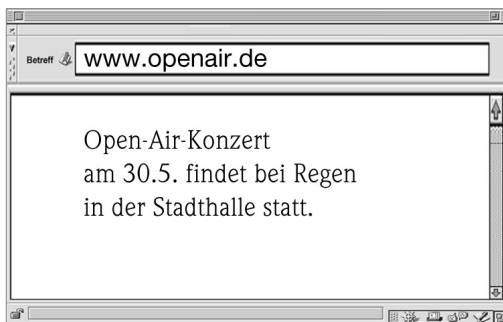 Betreff www.openair.de
Open-Air-Konzert
am 30.5. findet bei Regen
in der Stadthalle statt.